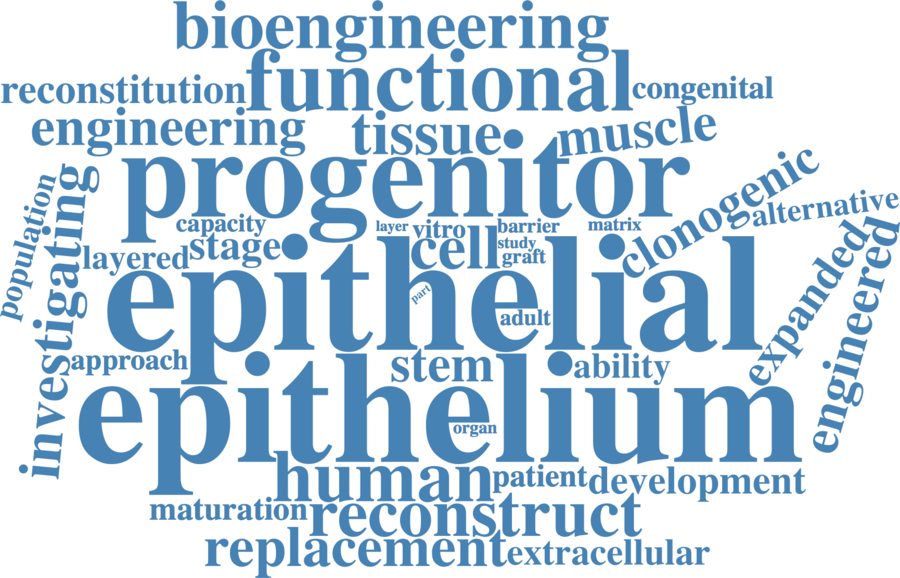 bioengineering
functional
reconstitution
congenital
engineering
tissue
muscle
progenitor
clonogenic
population
investigating
capacity
layer
vitro
barrier
matrix
alternative
layered
stage
cell
study
graft
epithelial
part
adult
expanded
engineered
approach
stem
ability
epithelium
organ
human
patient
development
maturation
reconstruct
replacement
extracellular